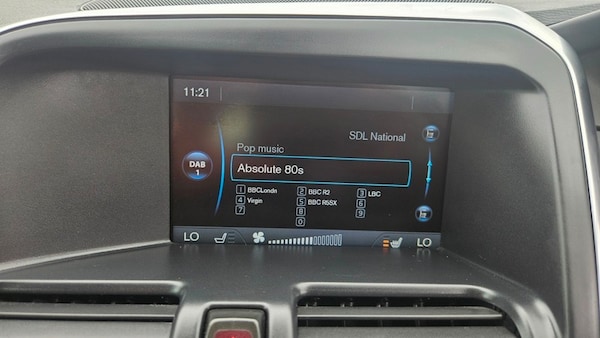 11:21
SDL National
Pop music
DAB
1
Absolute 80s
1 BBCLondn 2 BBC R2 3 LBC
4 Virgin 5 BBC R5SX 6
7 8 9
0
LO LO